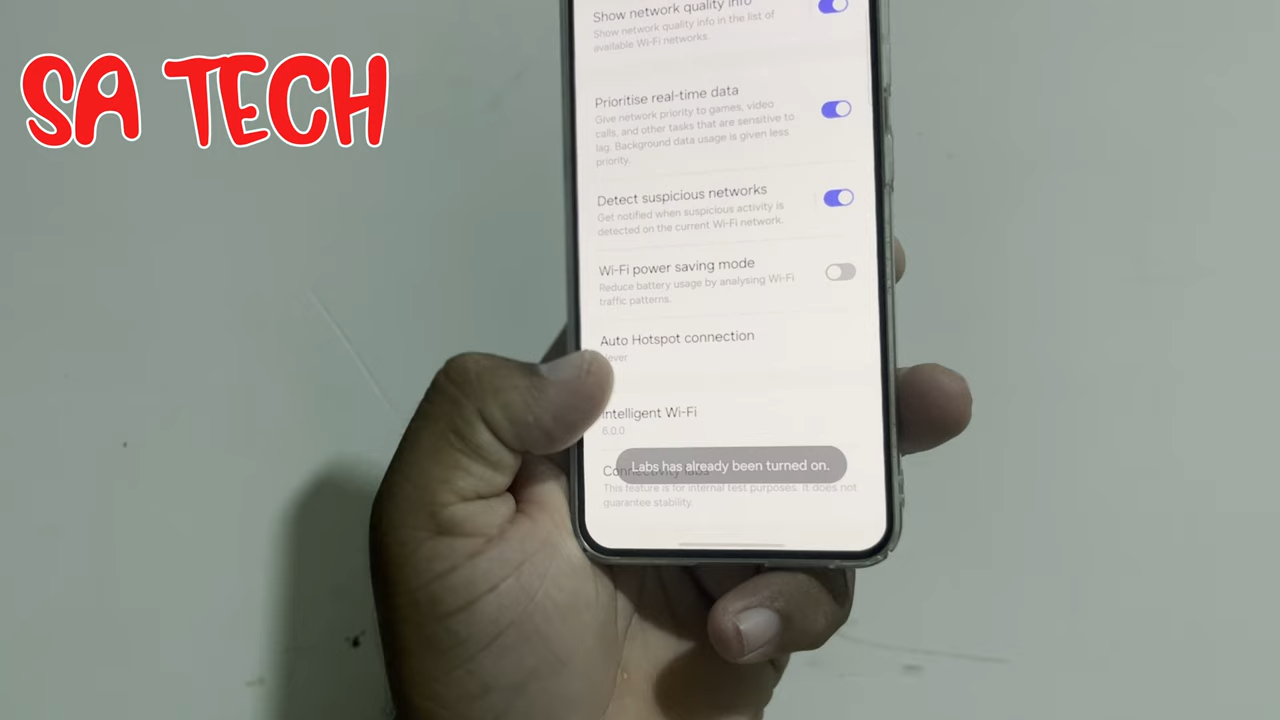 SA TECH
Show network quality info
Show network quality info in the list of
available Wi-Fi networks.
Prioritise real-time data
Give network priority to games, video
calls, and other tasks that are sensitive to
lag. Background data usage is given less
priority.
Detect suspicious networks
Get notified when suspicious activity is
detected on the current Wi-Fi network.
Wi-Fi power saving mode
Reduce battery usage by analysing Wi-Fi
traffic patterns.
Auto Hotspot connection
Never
Intelligent Wi-Fi
6.0.0
Labs has already been turned on.
Connectivity labs
This feature is for internal test purposes. It does not
guarantee stability.